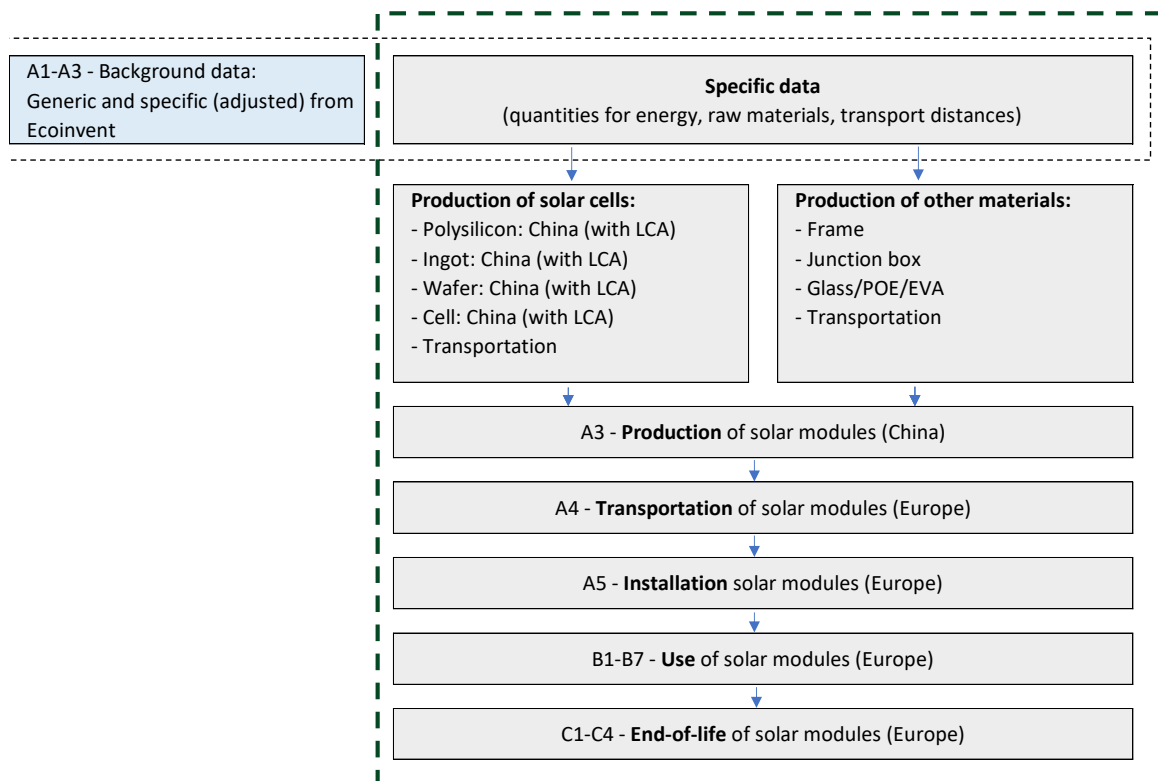 A1-A3 - Background data:
Generic and specific (adjusted) from
Ecoinvent
Specific data
(quantities for energy, raw materials, transport distances)
Production of solar cells:
- Polysilicon: China (with LCA)
- Ingot: China (with LCA)
- Wafer: China (with LCA)
- Cell: China (with LCA)
- Transportation
Production of other materials:
- Frame
- Junction box
- Glass/POE/EVA
- Transportation
A3 - Production of solar modules (China)
A4 - Transportation of solar modules (Europe)
A5 - Installation solar modules (Europe)
B1-B7 - Use of solar modules (Europe)
C1-C4 - End-of-life of solar modules (Europe)